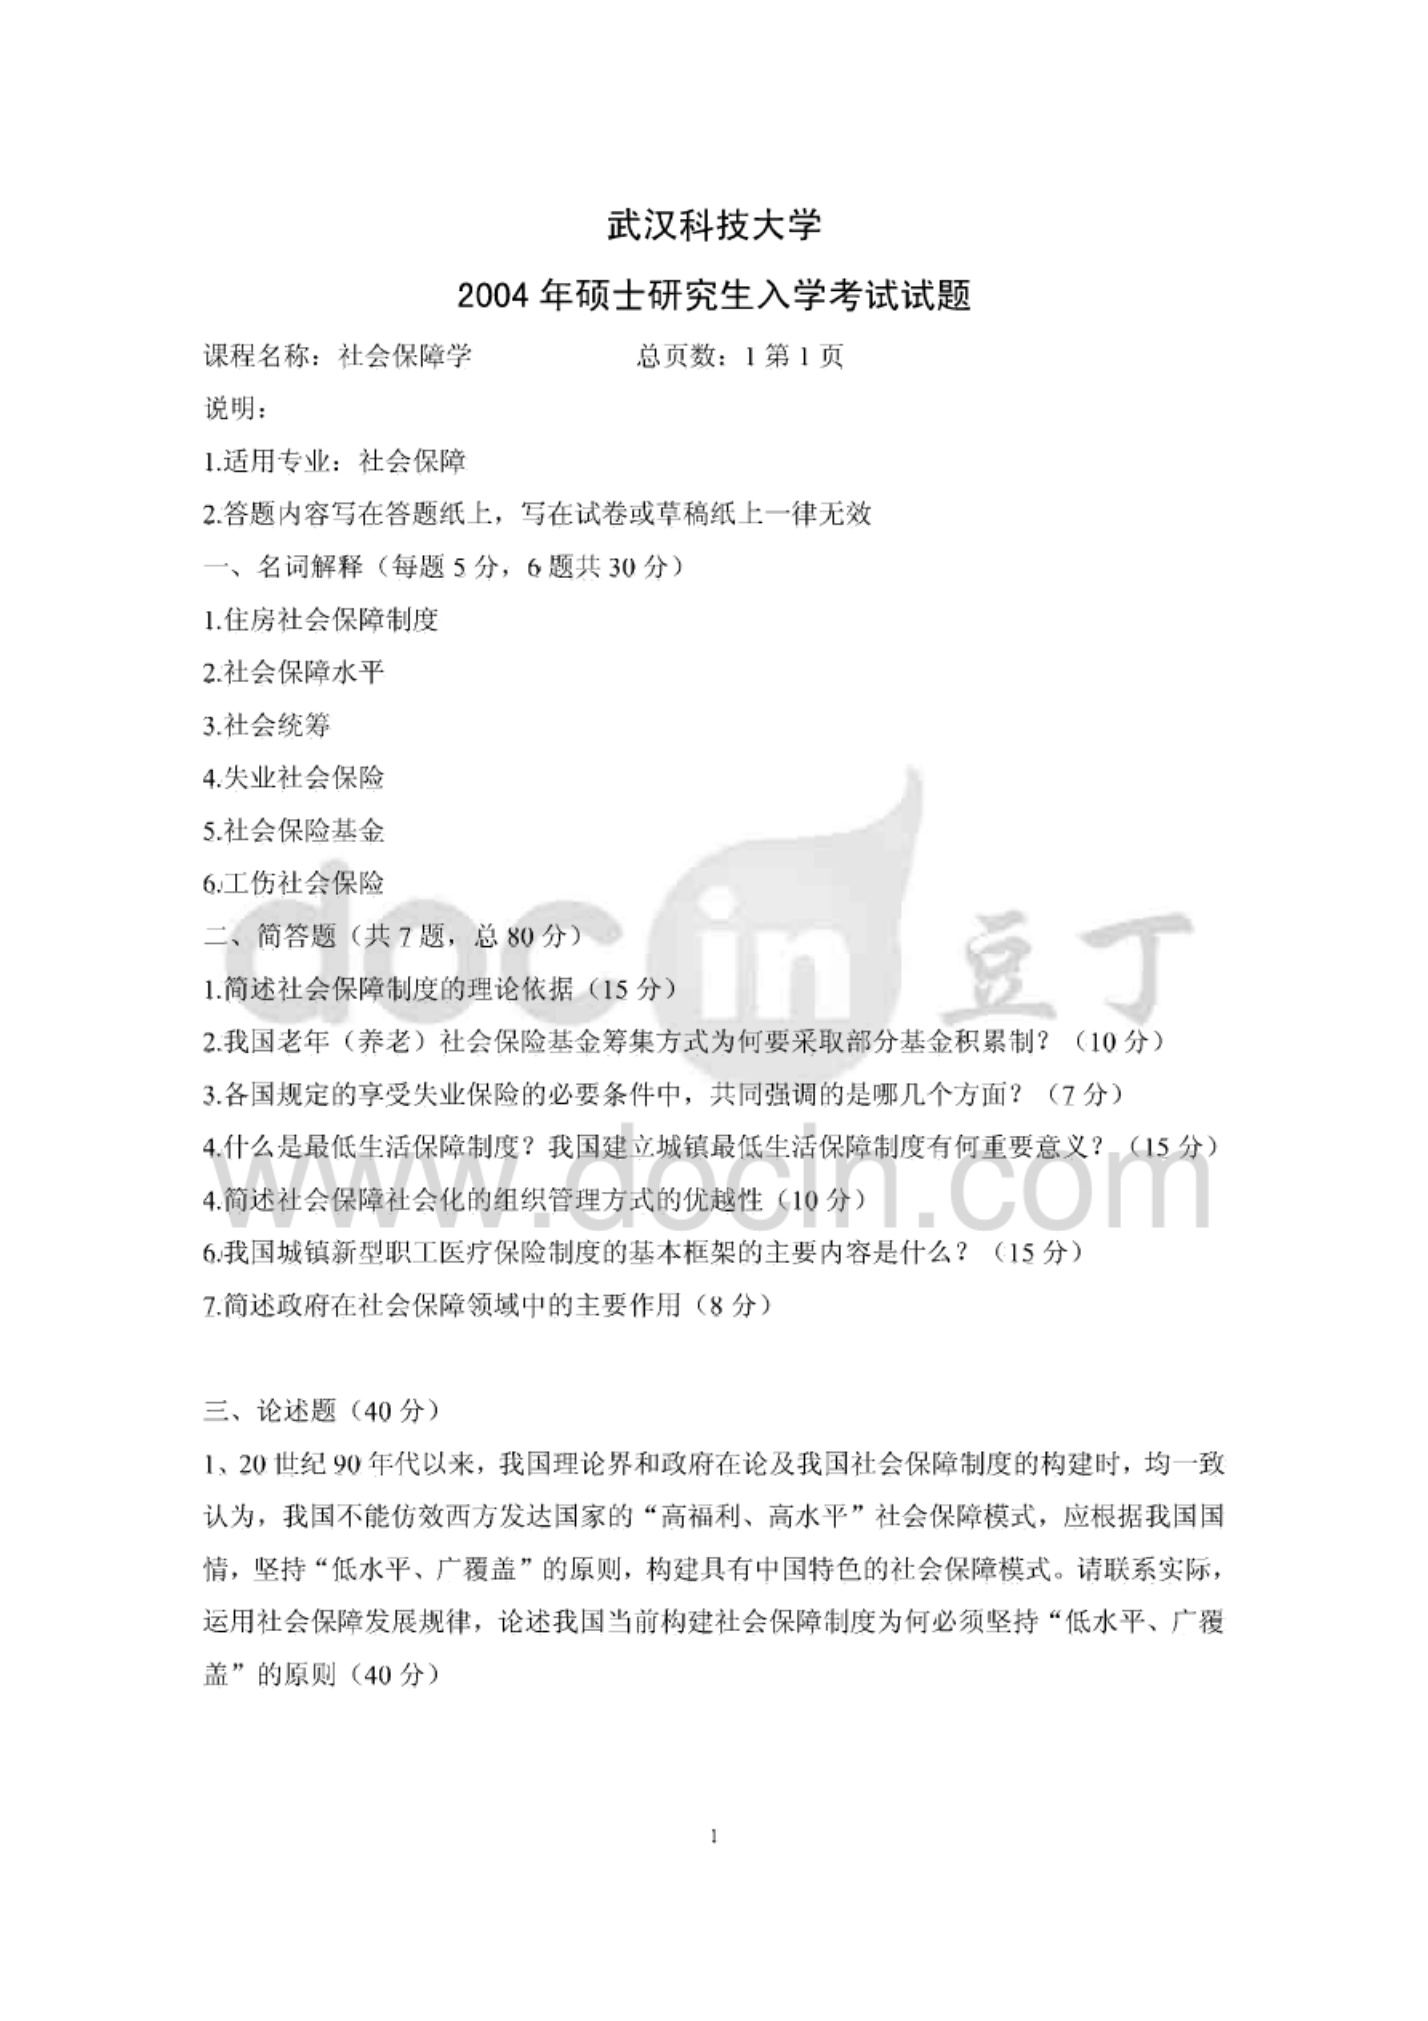 武汉科技大学
2004 年硕士研究生入学考试试题
课程名称：社会保障学 总页数：1 第 1 页
说明：
1.适用专业：社会保障
2.答题内容写在答题纸上，写在试卷或草稿纸上一律无效
一、名词解释（每题 5 分，6 题共 30 分）
1.住房社会保障制度
2.社会保障水平
3.社会统筹
4.失业社会保险
5.社会保险基金
6.工伤社会保险
二、简答题（共 7 题，总 80 分）
1.简述社会保障制度的理论依据（15 分）
2.我国老年（养老）社会保险基金筹集方式为何要采取部分基金积累制？（10 分）
3.各国规定的享受失业保险的必要条件中，共同强调的是哪几个方面？（7 分）
4.什么是最低生活保障制度？我国建立城镇最低生活保障制度有何重要意义？（15 分）
4.简述社会保障社会化的组织管理方式的优越性（10 分）
6.我国城镇新型职工医疗保险制度的基本框架的主要内容是什么？（15 分）
7.简述政府在社会保障领域中的主要作用（8 分）
三、论述题（40 分）
1、20 世纪 90 年代以来，我国理论界和政府在论及我国社会保障制度的构建时，均一致
认为，我国不能仿效西方发达国家的“高福利、高水平”社会保障模式，应根据我国国
情，坚持“低水平、广覆盖”的原则，构建具有中国特色的社会保障模式。请联系实际，
运用社会保障发展规律，论述我国当前构建社会保障制度为何必须坚持“低水平、广覆
盖”的原则（40 分）
1
docin 豆丁
www.docin.com